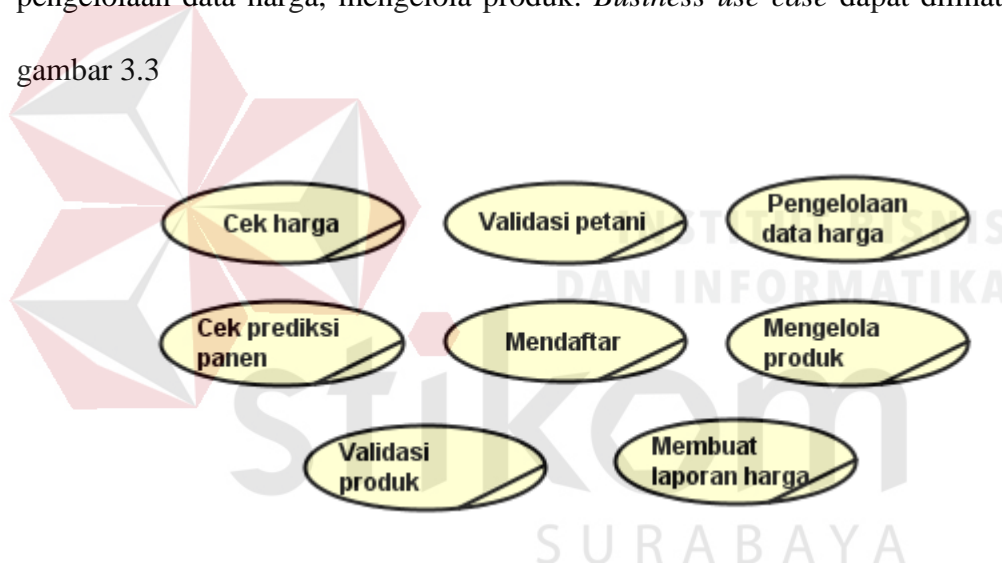 pengelolaan data harga, mengelola produk. Business use case dapat dilihat
gambar 3.3
Cek harga
Validasi petani
Pengelolaan
data harga
INSTITUT BISNIS
DAN INFORMATIKA
Cek prediksi
panen
Mendaftar
Mengelola
produk
stikom
Validasi
produk
Membuat
laporan harga
SURABAYA